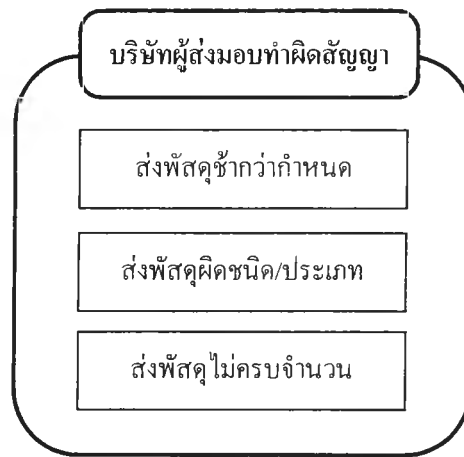 บริษัทผู้ส่งมอบทำผิดสัญญา
ส่งพัสดุช้ากว่ากำหนด
ส่งพัสดุผิดชนิด/ประเภท
ส่งพัสดุไม่ครบจำนวน